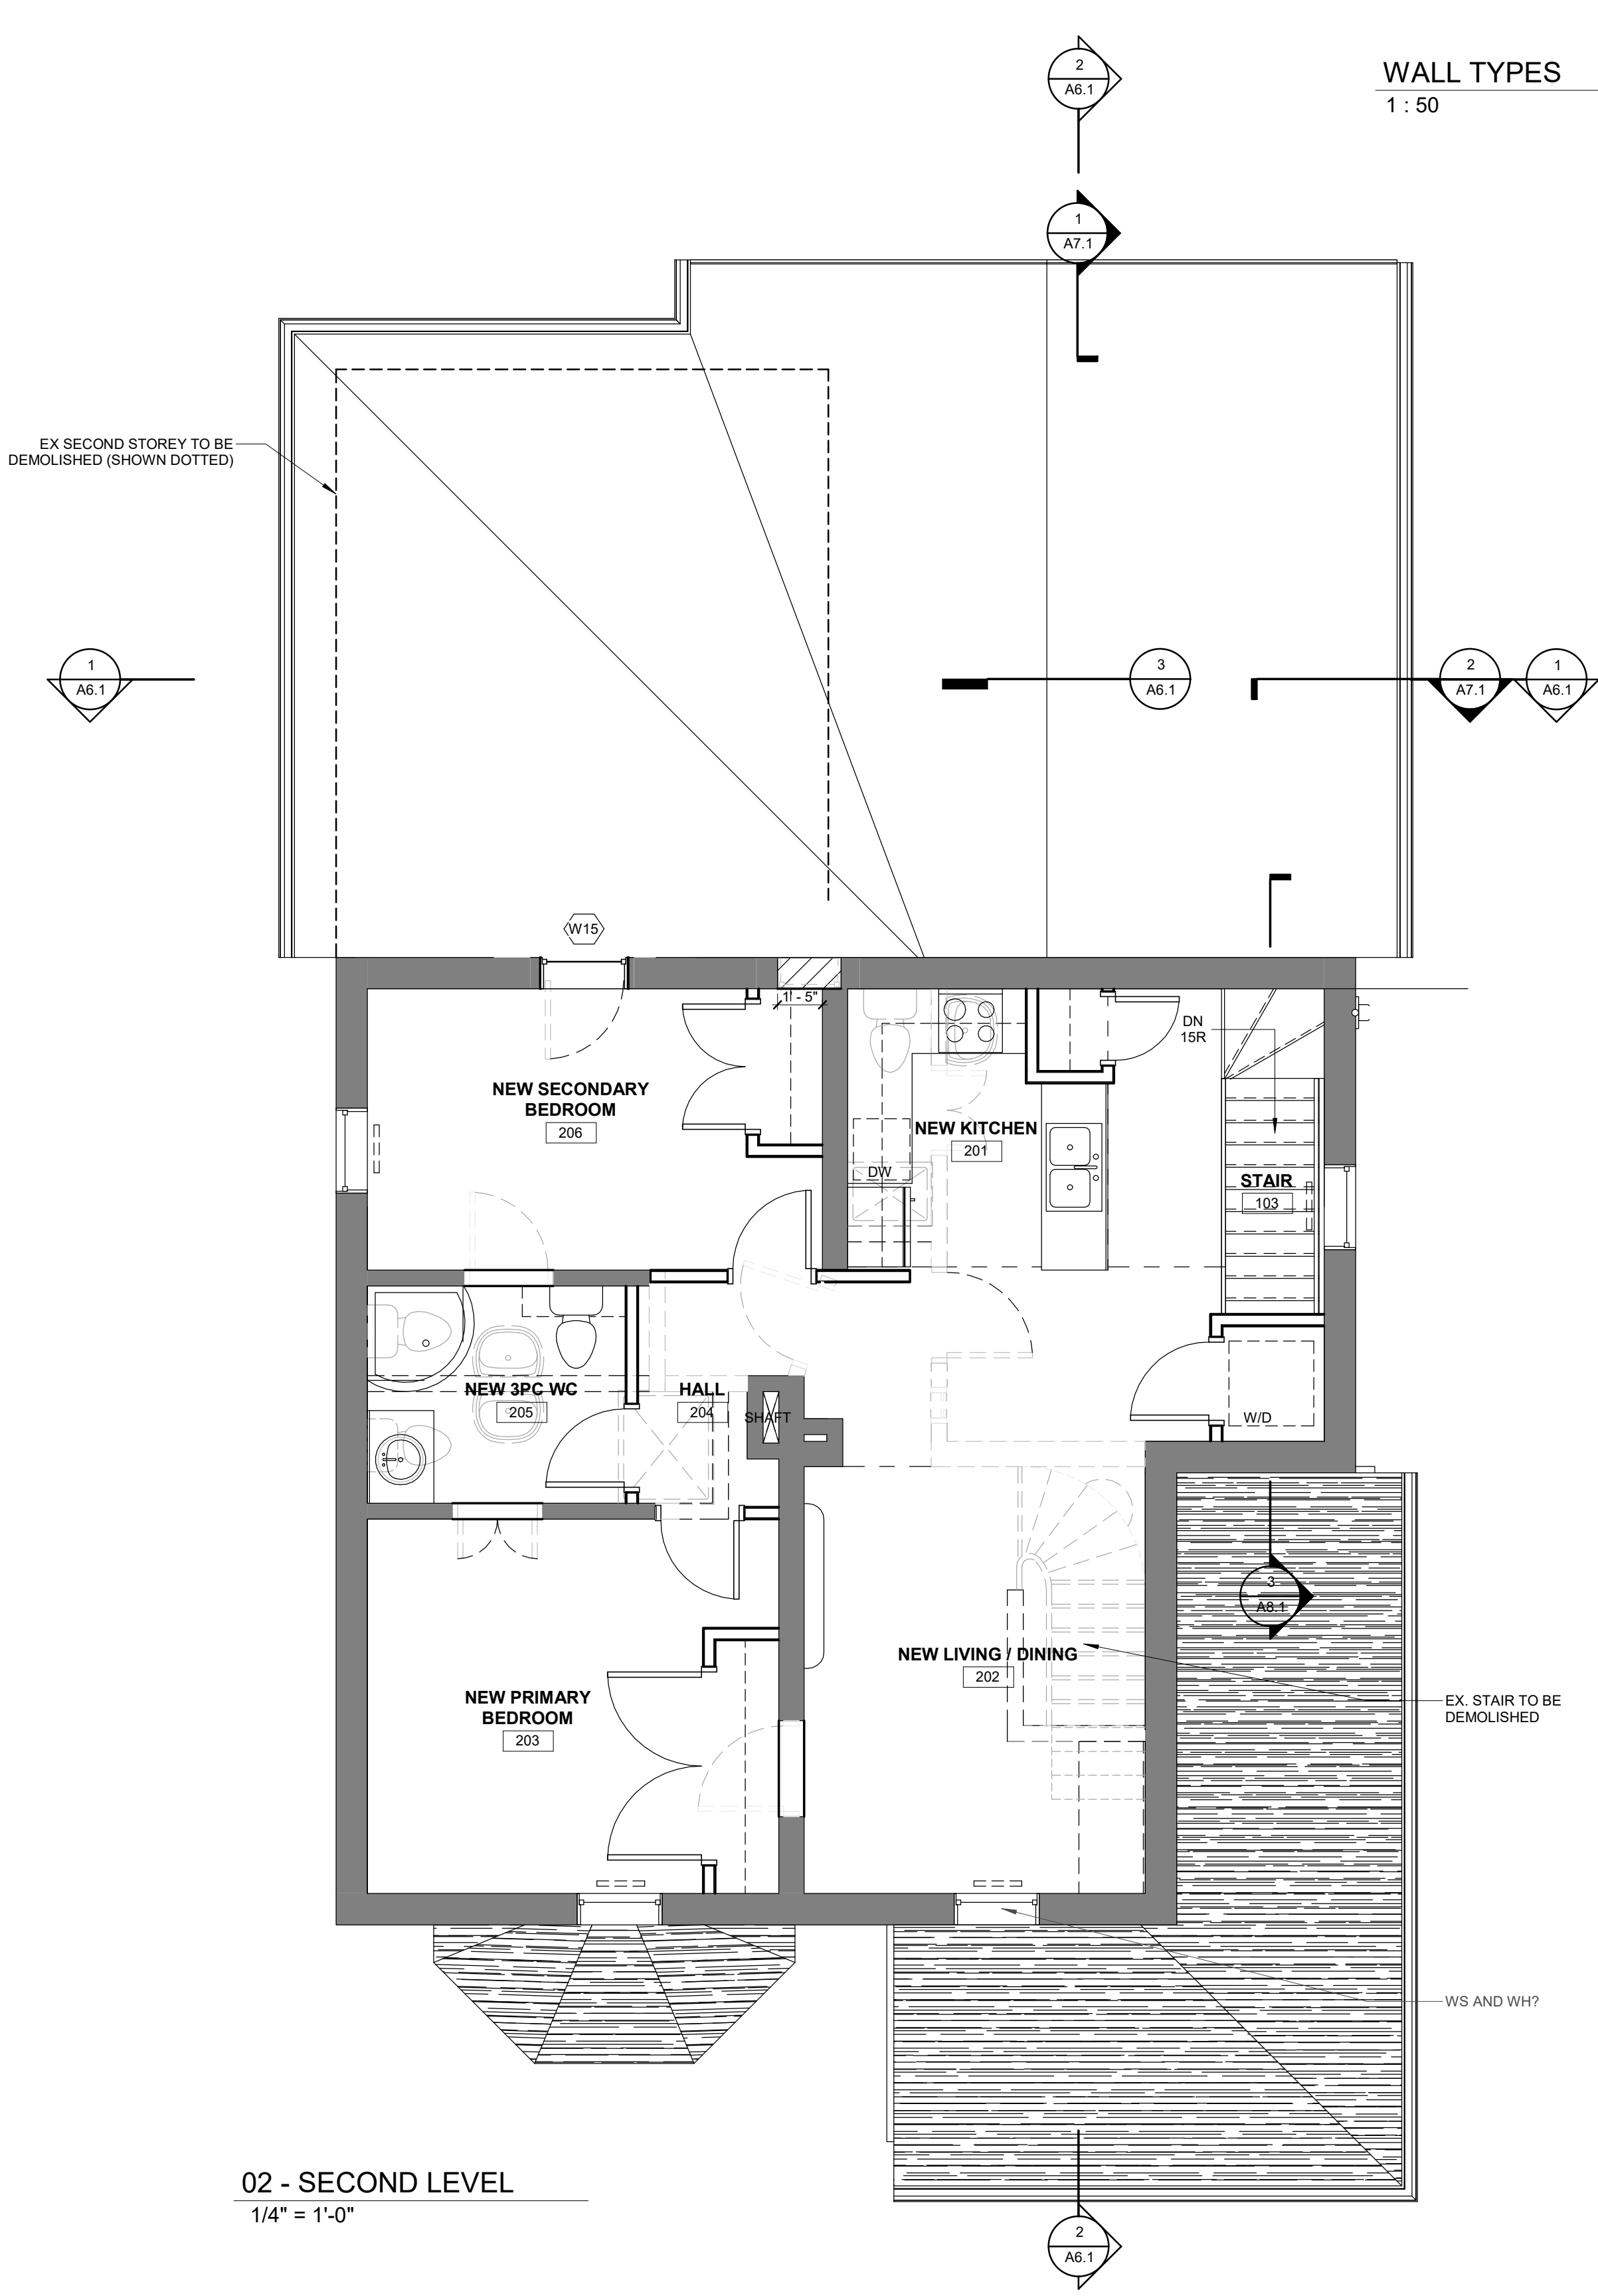 2
A6.1
WALL TYPES
1 : 50
1
A7.1
EX SECOND STOREY TO BE
DEMOLISHED (SHOWN DOTTED)
1
A6.1
3
A6.1
2
A7.1
1
A6.1
W15
1' - 5"
DN
15R
NEW SECONDARY
BEDROOM
206
NEW KITCHEN
201
DW
STAIR
103
NEW 3PC WC
205
HALL
204
SHAFT
W/D
3
A8.1
NEW LIVING / DINING
202
NEW PRIMARY
BEDROOM
203
EX. STAIR TO BE
DEMOLISHED
WS AND WH?
02 - SECOND LEVEL
1/4" = 1'-0"
2
A6.1